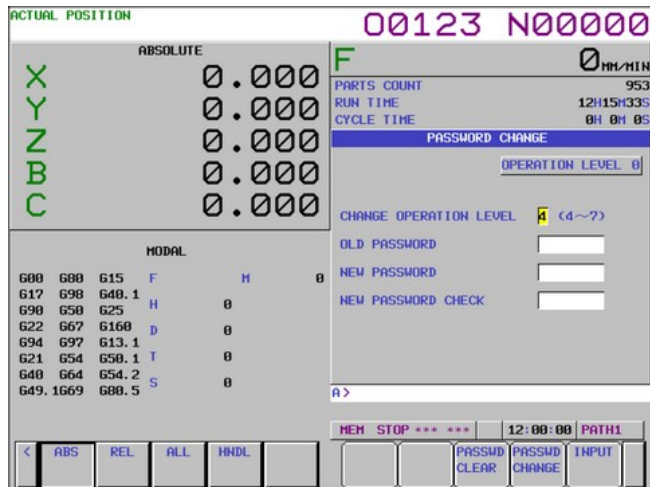 ACTUAL POSITION
O0123 N00000
ABSOLUTE
X 0.000
Y 0.000
Z 0.000
B 0.000
C 0.000
F 0 MM/MIN
PARTS COUNT 953
RUN TIME 12H15M33S
CYCLE TIME 0H 0M 0S
PASSWORD CHANGE
OPERATION LEVEL 0
CHANGE OPERATION LEVEL 4 (4~7)
OLD PASSWORD
NEW PASSWORD
NEW PASSWORD CHECK
MODAL
G00 G80 G15 F M 0
G17 G98 G40.1
G90 G50 G25 H 0
G22 G67 G160 D 0
G94 G97 G13.1
G21 G54 G50.1 T 0
G40 G64 G54.2 S 0
G49.1 G69 G80.5
A>
MEM STOP *** *** 12:00:00 PATH1
< ABS REL ALL HNDL
PASSWD CLEAR PASSWD CHANGE INPUT